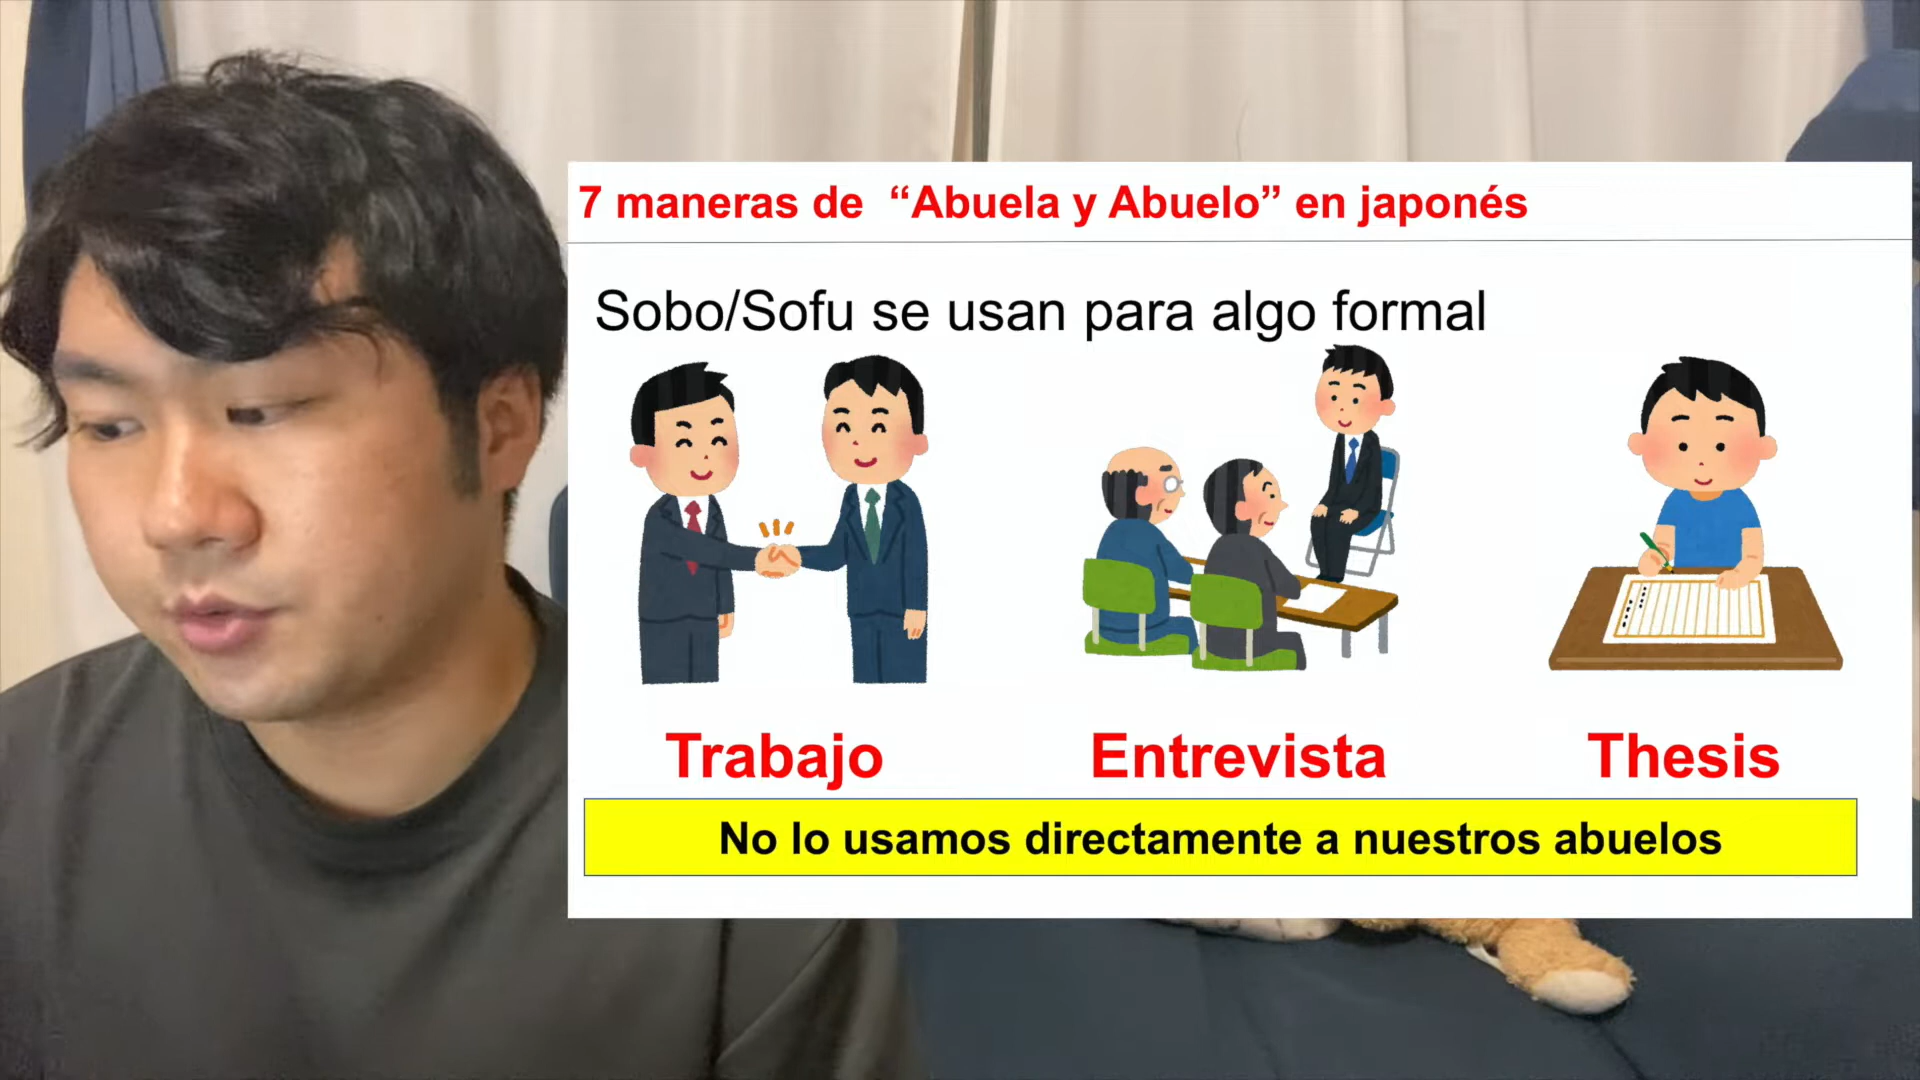 7 maneras de “Abuela y Abuelo” en japonés
Sobo/Sofu se usan para algo formal
Trabajo
Entrevista
Thesis
No lo usamos directamente a nuestros abuelos